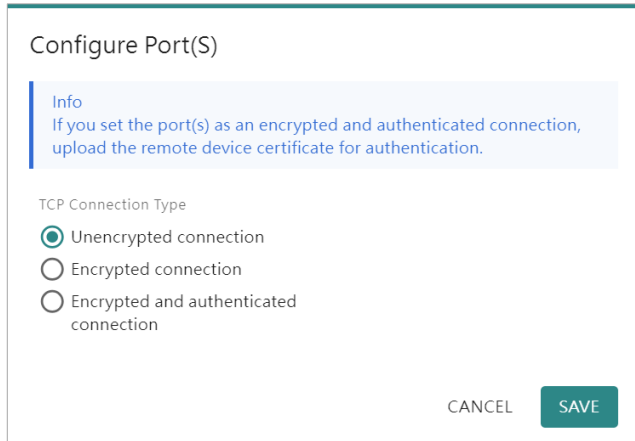 Configure Port(S)
Info
If you set the port(s) as an encrypted and authenticated connection,
upload the remote device certificate for authentication.
TCP Connection Type
Unencrypted connection
Encrypted connection
Encrypted and authenticated
connection
CANCEL
SAVE